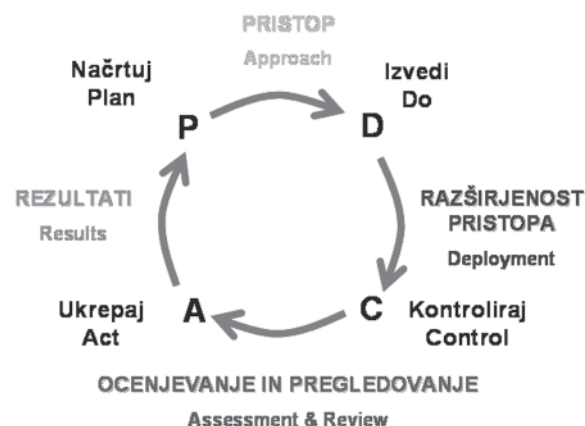 PRISTOP
Approach
Načrtuj
Plan
Izvedi
Do
P
D
REZULTATI
Results
RAZŠIRJENOST
PRISTOPA
Deployment
Ukrepaj
Act
A
C
Kontroliraj
Control
OCENJEVANJE IN PREGLEDOVANJE
Assessment & Review